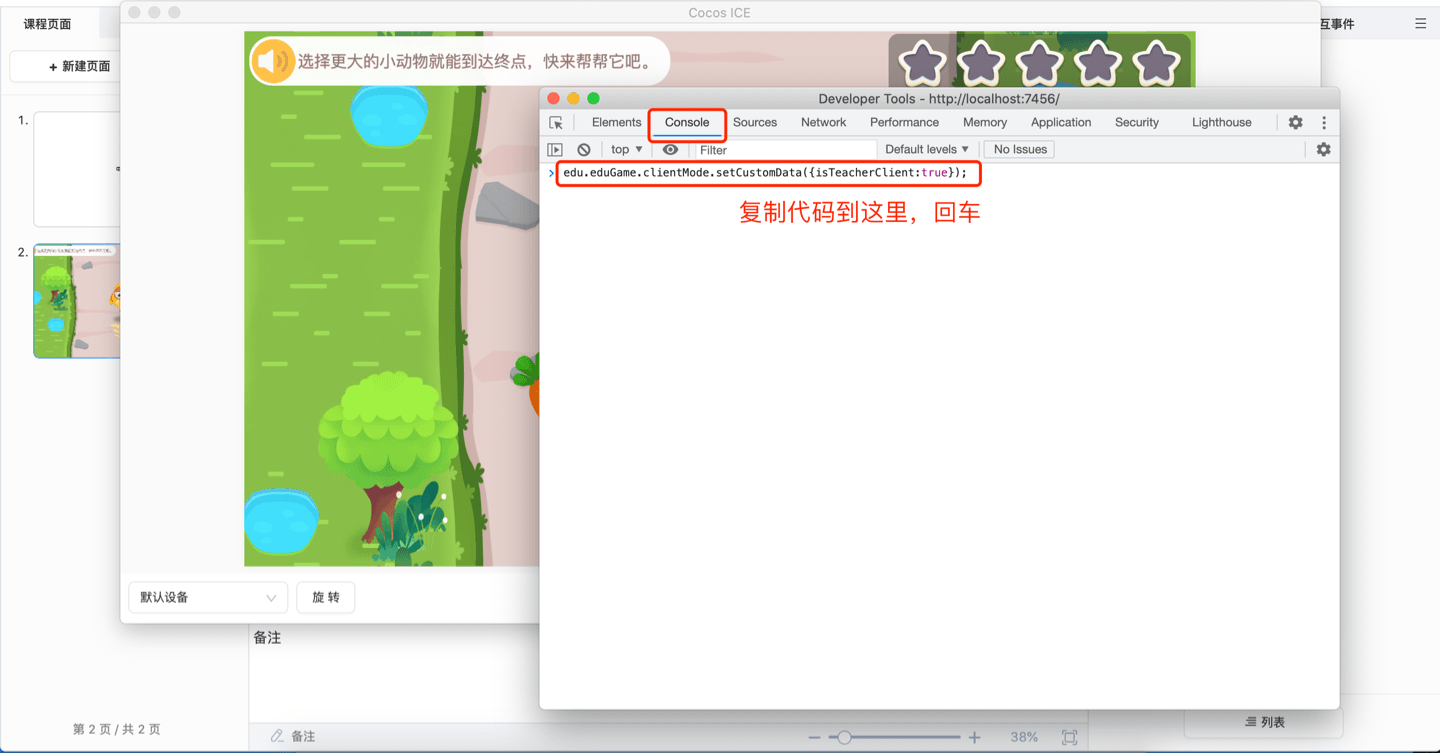 课程页面
Cocos ICE
互事件
+ 新建页面
选择更大的小动物就能到达终点，快来帮帮它吧。
Developer Tools - http://localhost:7456/
Elements Console Sources Network Performance Memory Application Security Lighthouse
top Filter Default levels No Issues
edu.eduGame.clientMode.setCustomData({isTeacherClient:true});
复制代码到这里，回车
1.
2.
默认设备
旋 转
备注
第 2 页 / 共 2 页
备注
38%
列表